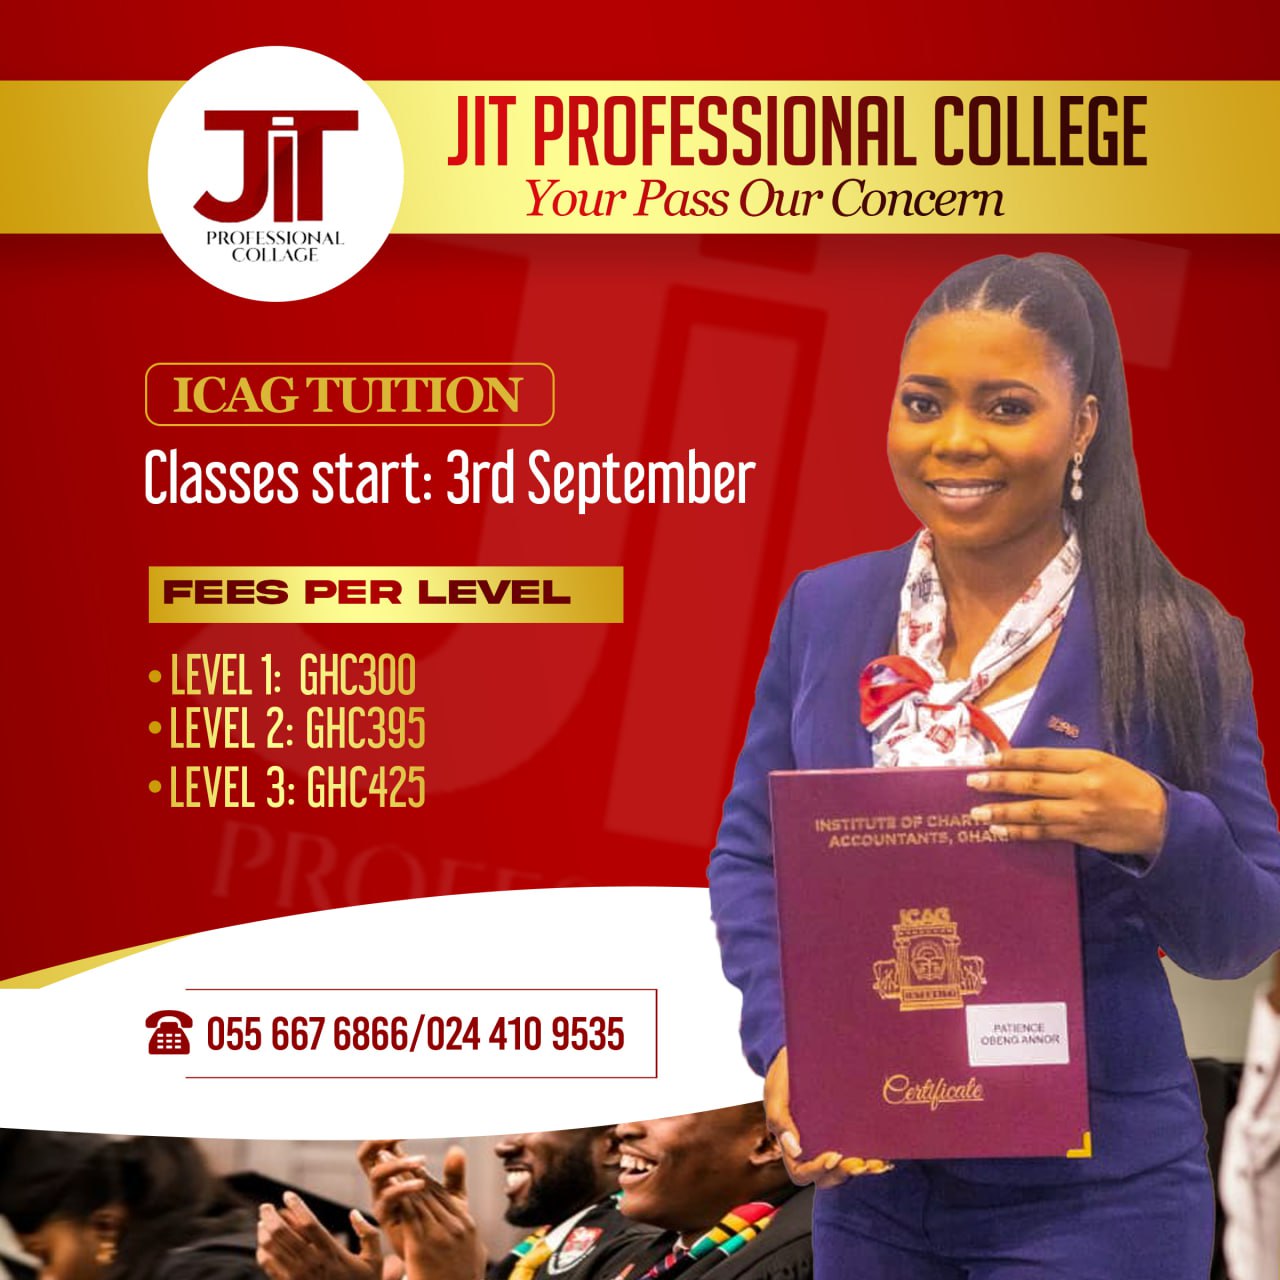 JiT
PROFESSIONAL
COLLAGE
JIT PROFESSIONAL COLLEGE
Your Pass Our Concern
ICAG TUITION
Classes start: 3rd September
FEES PER LEVEL
• LEVEL 1: GHC300
• LEVEL 2: GHC395
• LEVEL 3: GHC425
055 667 6866/024 410 9535
INSTITUTE OF
ACCOUNTANTS,
ICAG
PATIENCE
OBENG ANNOR
Certificate